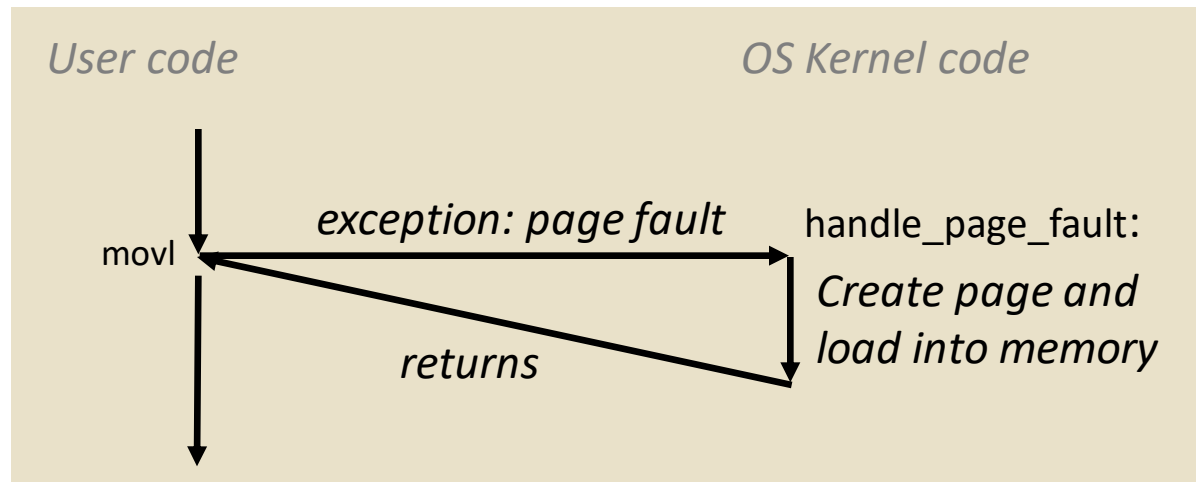 User code
OS Kernel code
exception: page fault
handle_page_fault:
movl
Create page and
load into memory
returns